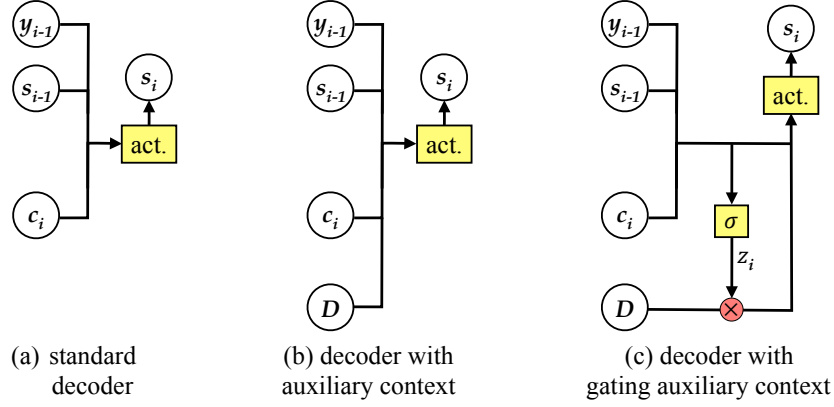 y_{i-1}
s_{i-1}
s_i
act.
c_i
(a) standard
decoder
y_{i-1}
s_{i-1}
s_i
act.
c_i
D
(b) decoder with
auxiliary context
y_{i-1}
s_i
s_{i-1}
act.
c_i
σ
z_i
D
×
(c) decoder with
gating auxiliary context